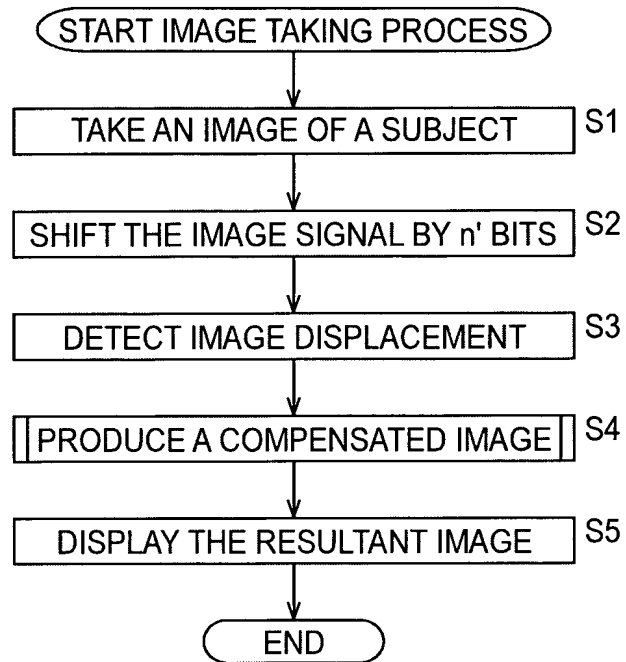 START IMAGE TAKING PROCESS
TAKE AN IMAGE OF A SUBJECT S1
SHIFT THE IMAGE SIGNAL BY n' BITS S2
DETECT IMAGE DISPLACEMENT S3
PRODUCE A COMPENSATED IMAGE S4
DISPLAY THE RESULTANT IMAGE S5
END